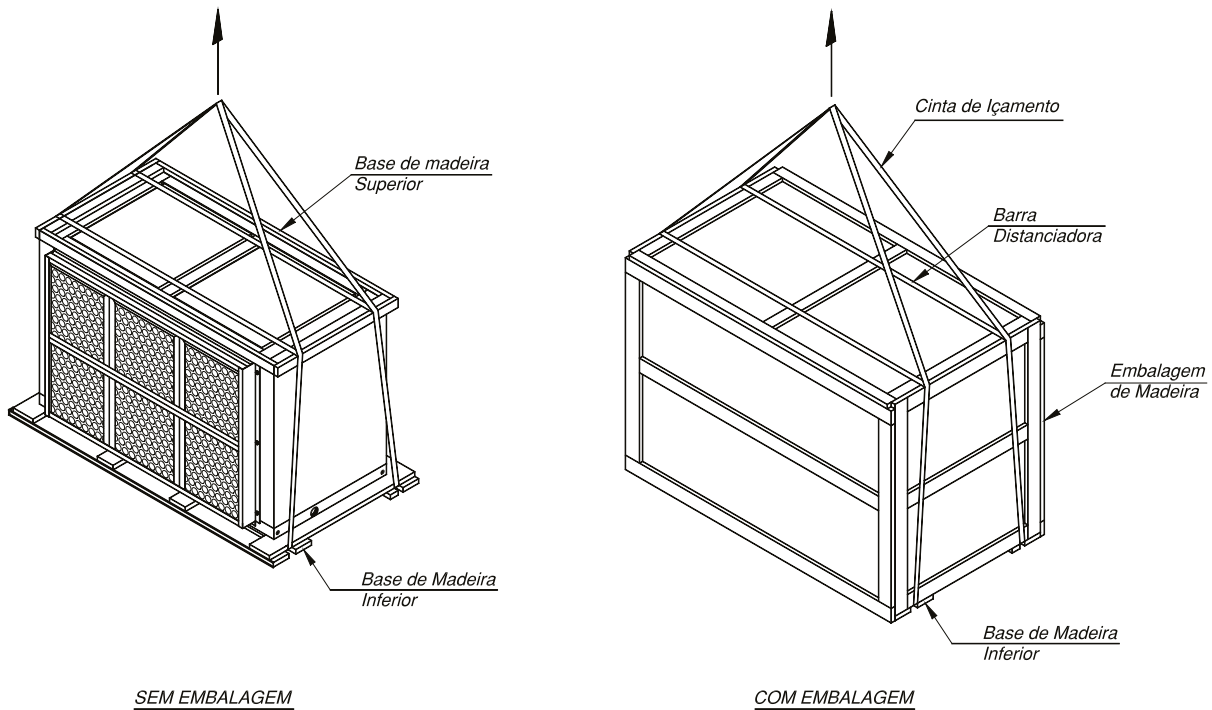 Base de madeira
Superior
Base de Madeira
Inferior
SEM EMBALAGEM
Cinta de Içamento
Barra
Distanciadora
Embalagem
de Madeira
Base de Madeira
Inferior
COM EMBALAGEM